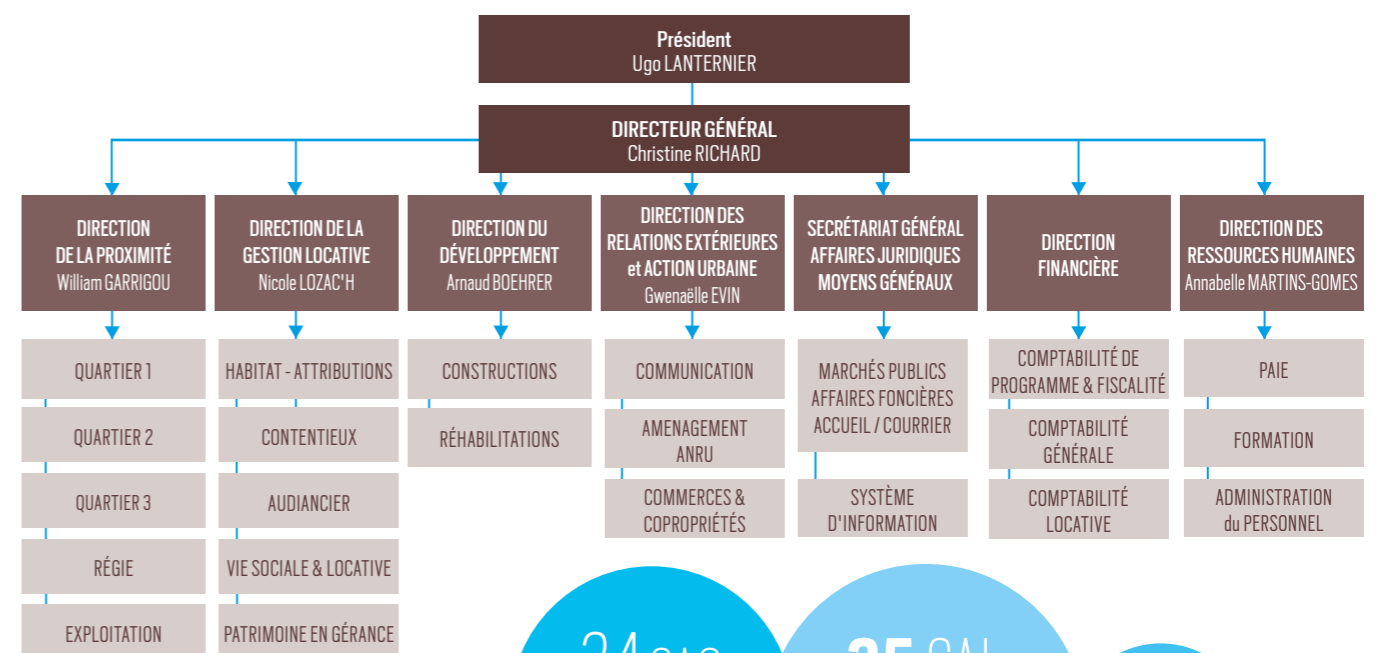 Président
Ugo LANTERNIER
DIRECTEUR GÉNÉRAL
Christine RICHARD
DIRECTION
DE LA PROXIMITÉ
William GARRIGOU
QUARTIER 1
QUARTIER 2
QUARTIER 3
RÉGIE
EXPLOITATION
DIRECTION DE LA
GESTION LOCATIVE
Nicole LOZAC'H
HABITAT - ATTRIBUTIONS
CONTENTIEUX
AUDIANCIER
VIE SOCIALE & LOCATIVE
PATRIMOINE EN GÉRANCE
DIRECTION DU
DÉVELOPPEMENT
Arnaud BOEHRER
CONSTRUCTIONS
RÉHABILITATIONS
DIRECTION DES
RELATIONS EXTÉRIEURES
et ACTION URBAINE
Gwenaëlle EVIN
COMMUNICATION
AMENAGEMENT
ANRU
COMMERCES &
COPROPRIÉTÉS
SECRÉTARIAT GÉNÉRAL
AFFAIRES JURIDIQUES
MOYENS GÉNÉRAUX
MARCHÉS PUBLICS
AFFAIRES FONCIÈRES
ACCUEIL / COURRIER
SYSTÈME
D'INFORMATION
DIRECTION
FINANCIÈRE
COMPTABILITÉ DE
PROGRAMME & FISCALITÉ
COMPTABILITÉ
GÉNÉRALE
COMPTABILITÉ
LOCATIVE
DIRECTION DES
RESSOURCES HUMAINES
Annabelle MARTINS-GOMES
PAIE
FORMATION
ADMINISTRATION
du PERSONNEL